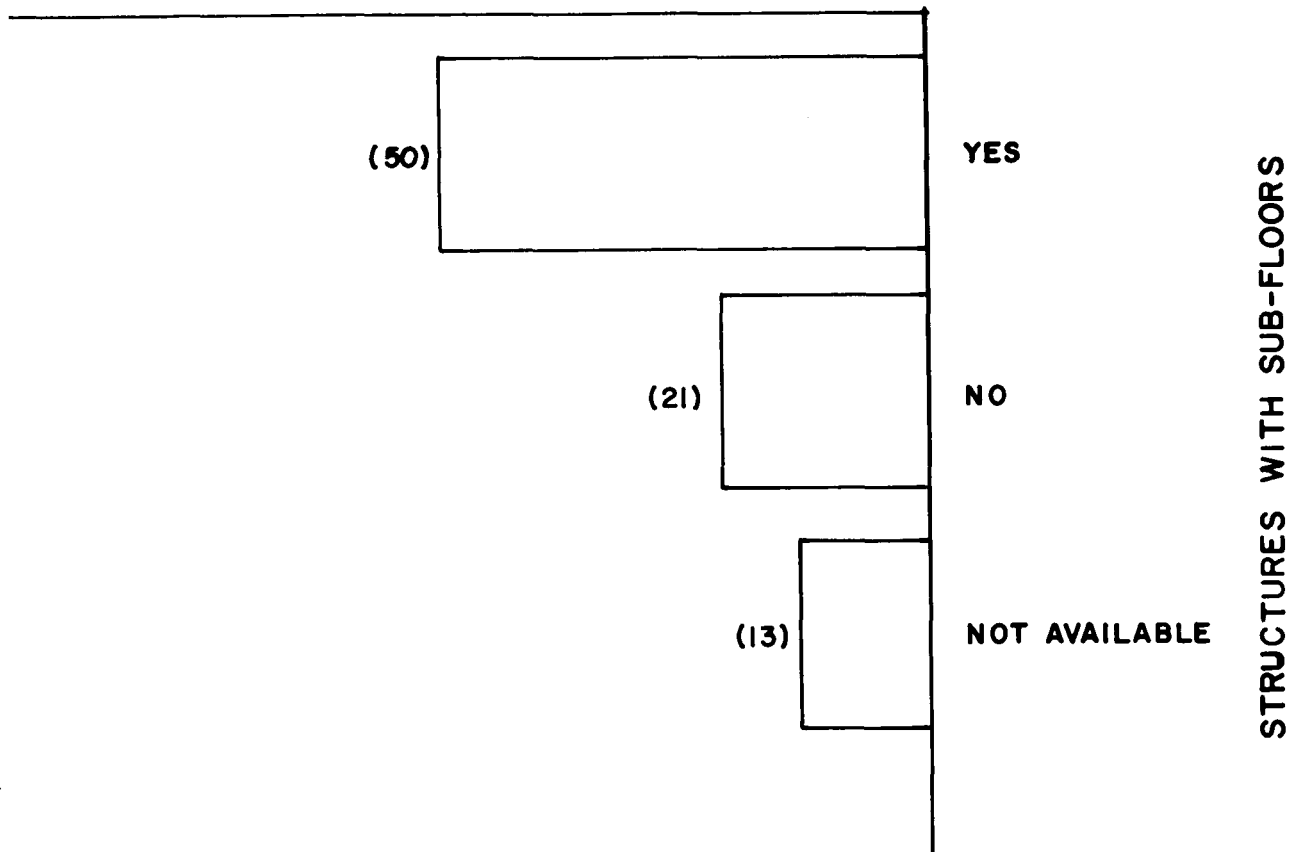 (50) YES
(21) NO
(13) NOT AVAILABLE
STRUCTURES WITH SUB-FLOORS